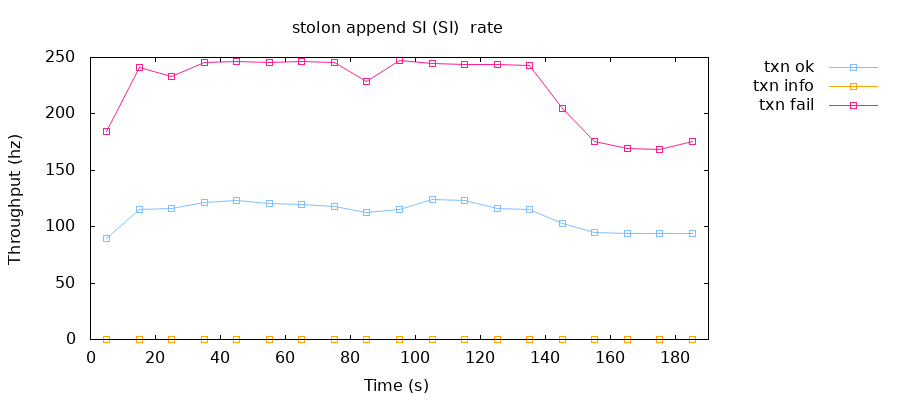 stolon append SI (SI)  rate
txn ok
txn info
txn fail
Throughput (hz)
250
200
150
100
50
0
0 20 40 60 80 100 120 140 160 180
Time (s)